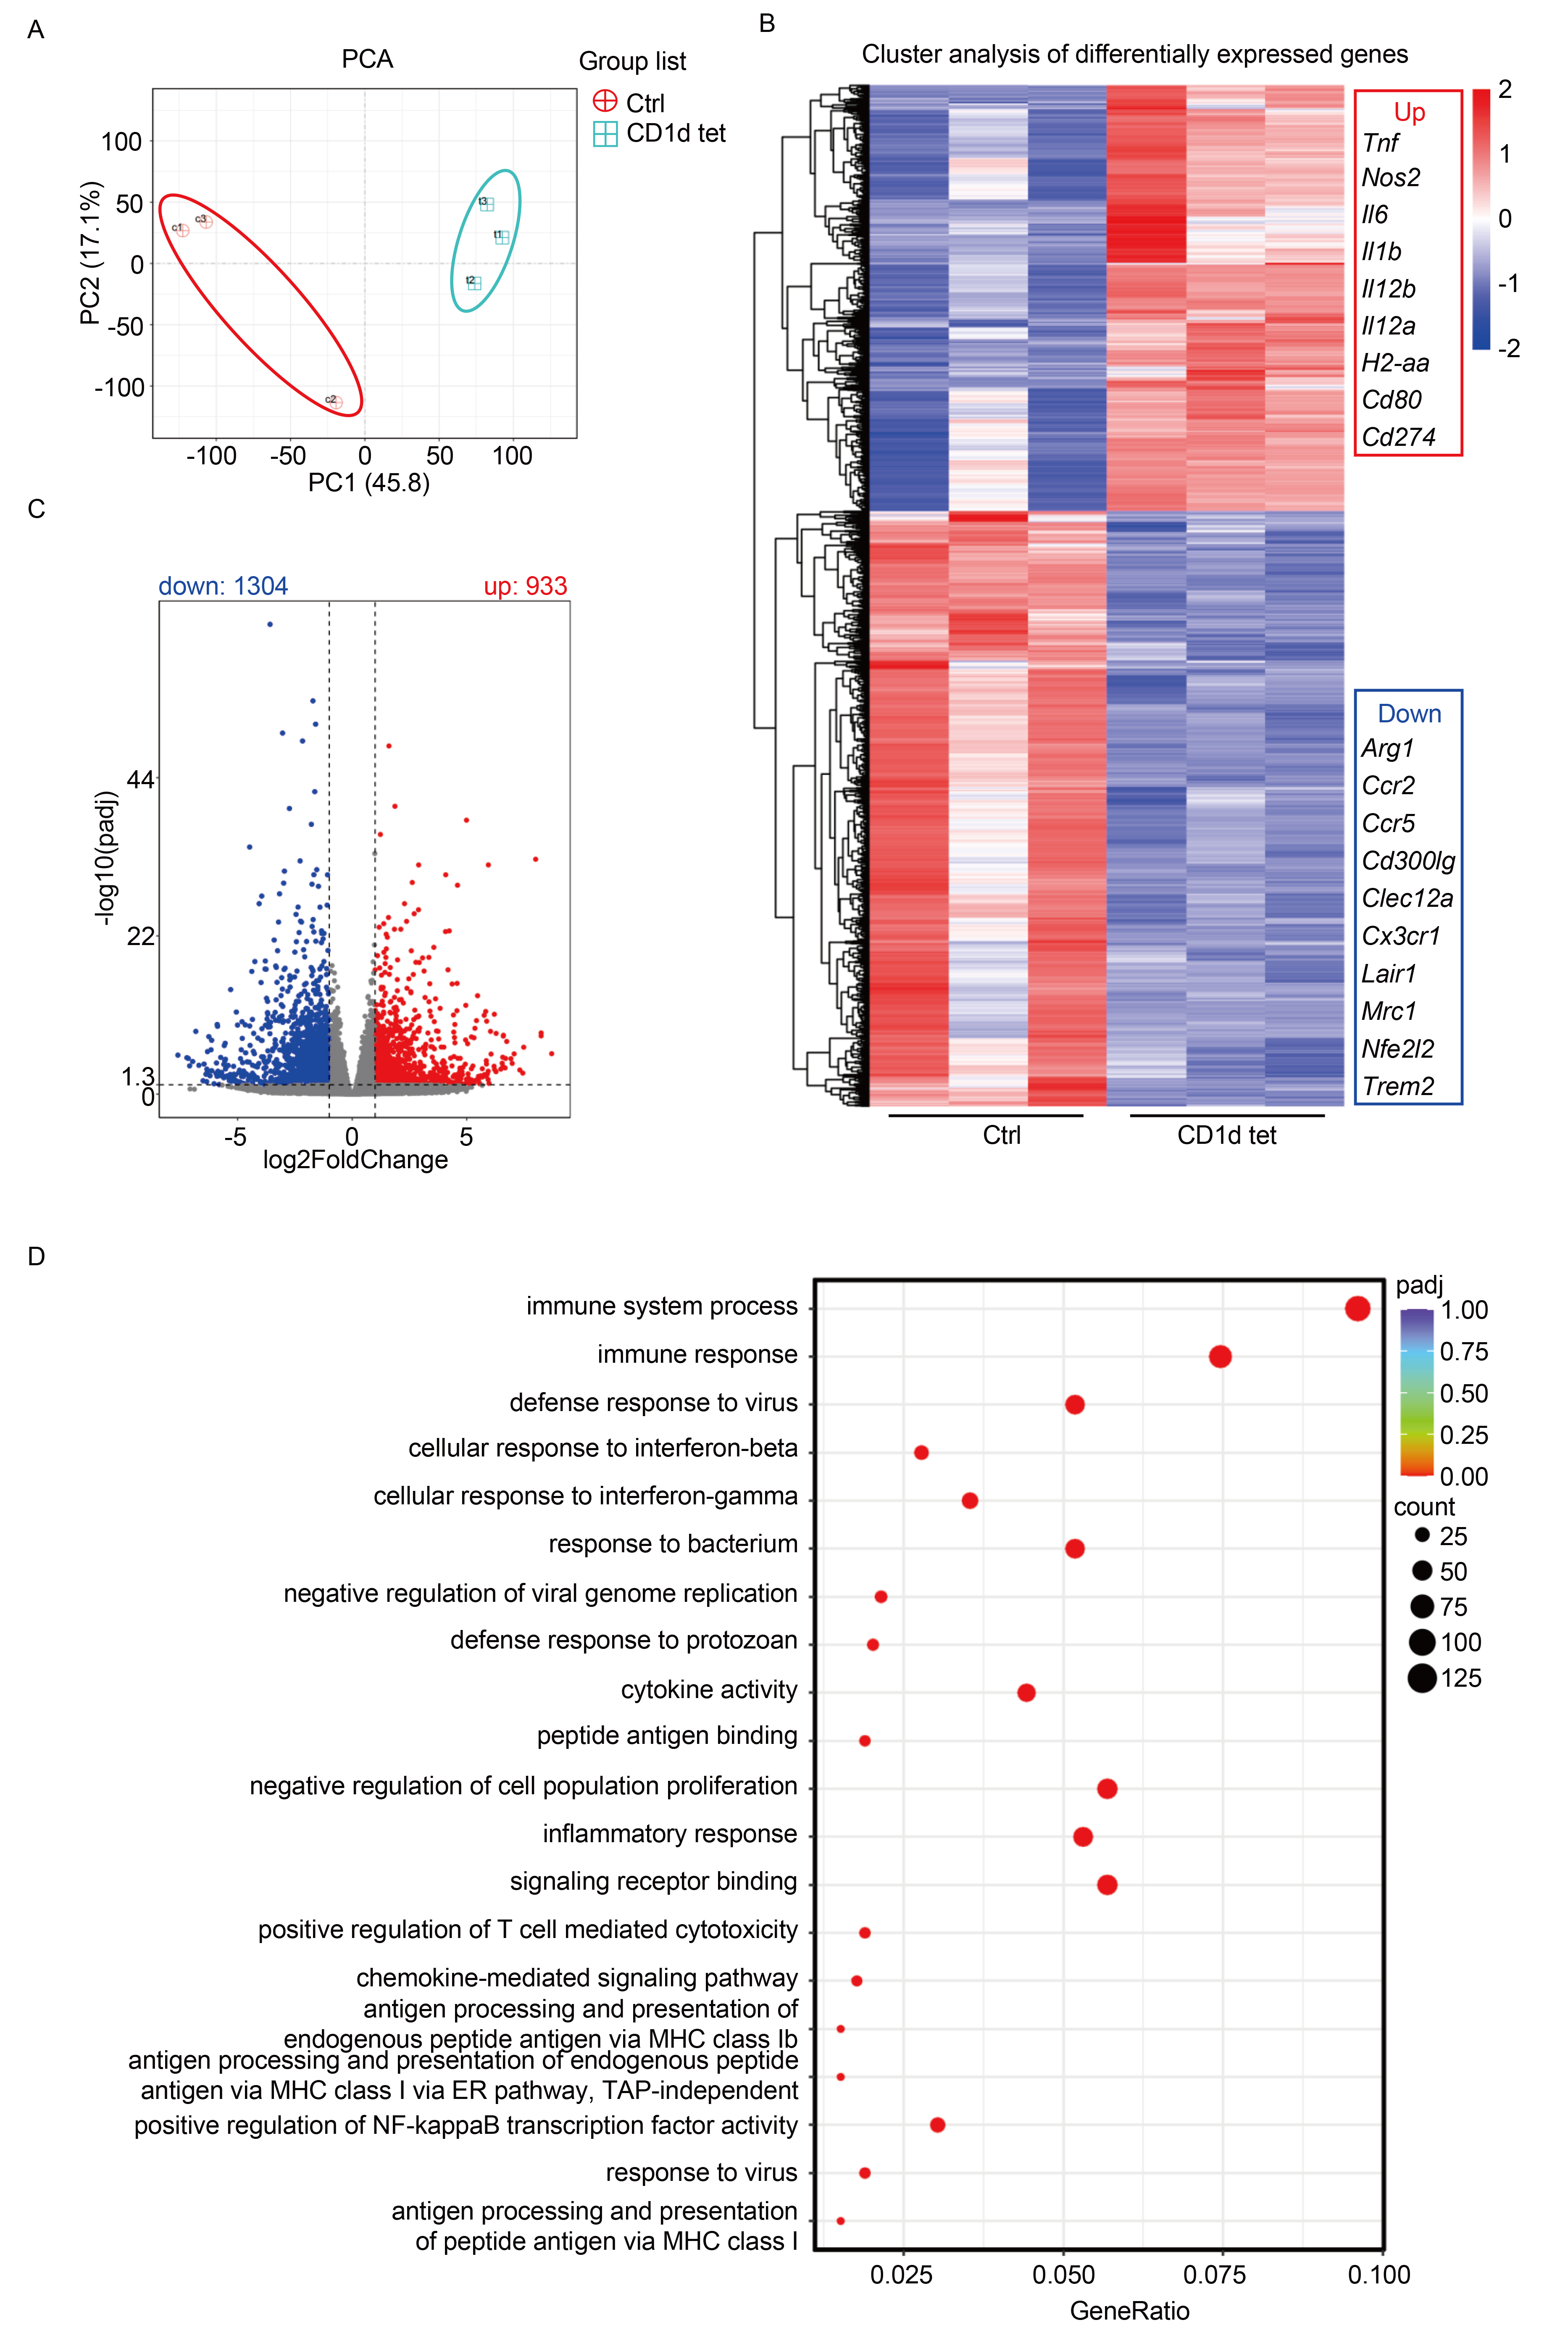 A
PCA
Group list
Ctrl
CD1d tet
PC2 (17.1%)
100
50
0
-50
-100
c1
c3
c2
t3
t1
t2
-100
-50
0
50
100
PC1 (45.8)
B
Cluster analysis of differentially expressed genes
Up
Tnf
Nos2
Il6
Il1b
Il12b
Il12a
H2-aa
Cd80
Cd274
2
1
0
-1
-2
Down
Arg1
Ccr2
Ccr5
Cd300lg
Clec12a
Cx3cr1
Lair1
Mrc1
Nfe2l2
Trem2
Ctrl
CD1d tet
C
down: 1304
up: 933
-log10(padj)
44
22
1.3
0
-5
0
5
log2FoldChange
D
immune system process
immune response
defense response to virus
cellular response to interferon-beta
cellular response to interferon-gamma
response to bacterium
negative regulation of viral genome replication
defense response to protozoan
cytokine activity
peptide antigen binding
negative regulation of cell population proliferation
inflammatory response
signaling receptor binding
positive regulation of T cell mediated cytotoxicity
chemokine-mediated signaling pathway
antigen processing and presentation of
endogenous peptide antigen via MHC class Ib
antigen processing and presentation of endogenous peptide
antigen via MHC class I via ER pathway, TAP-independent
positive regulation of NF-kappaB transcription factor activity
response to virus
antigen processing and presentation
of peptide antigen via MHC class I
0.025
0.050
0.075
0.100
GeneRatio
padj
1.00
0.75
0.50
0.25
0.00
count
25
50
75
100
125